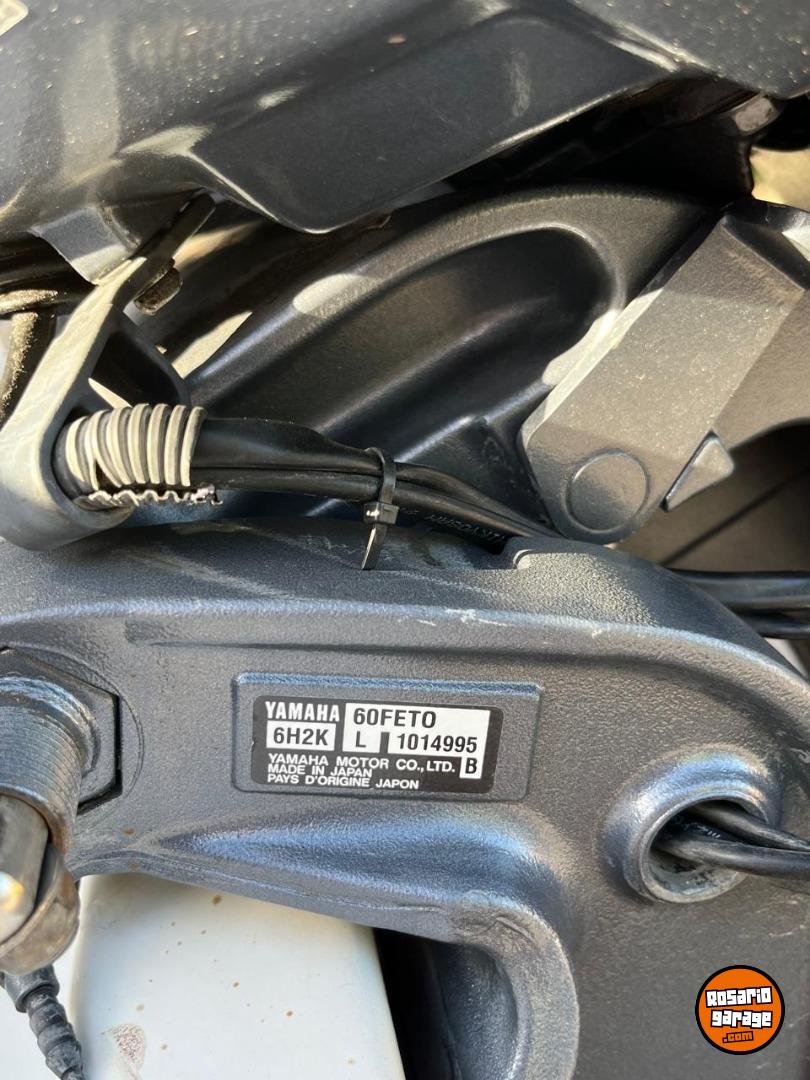 YAMAHA 60FETO
6H2K L 1014995
YAMAHA MOTOR CO., LTD. B
MADE IN JAPAN
PAYS D'ORIGINE JAPON
Rosario
garage
.com